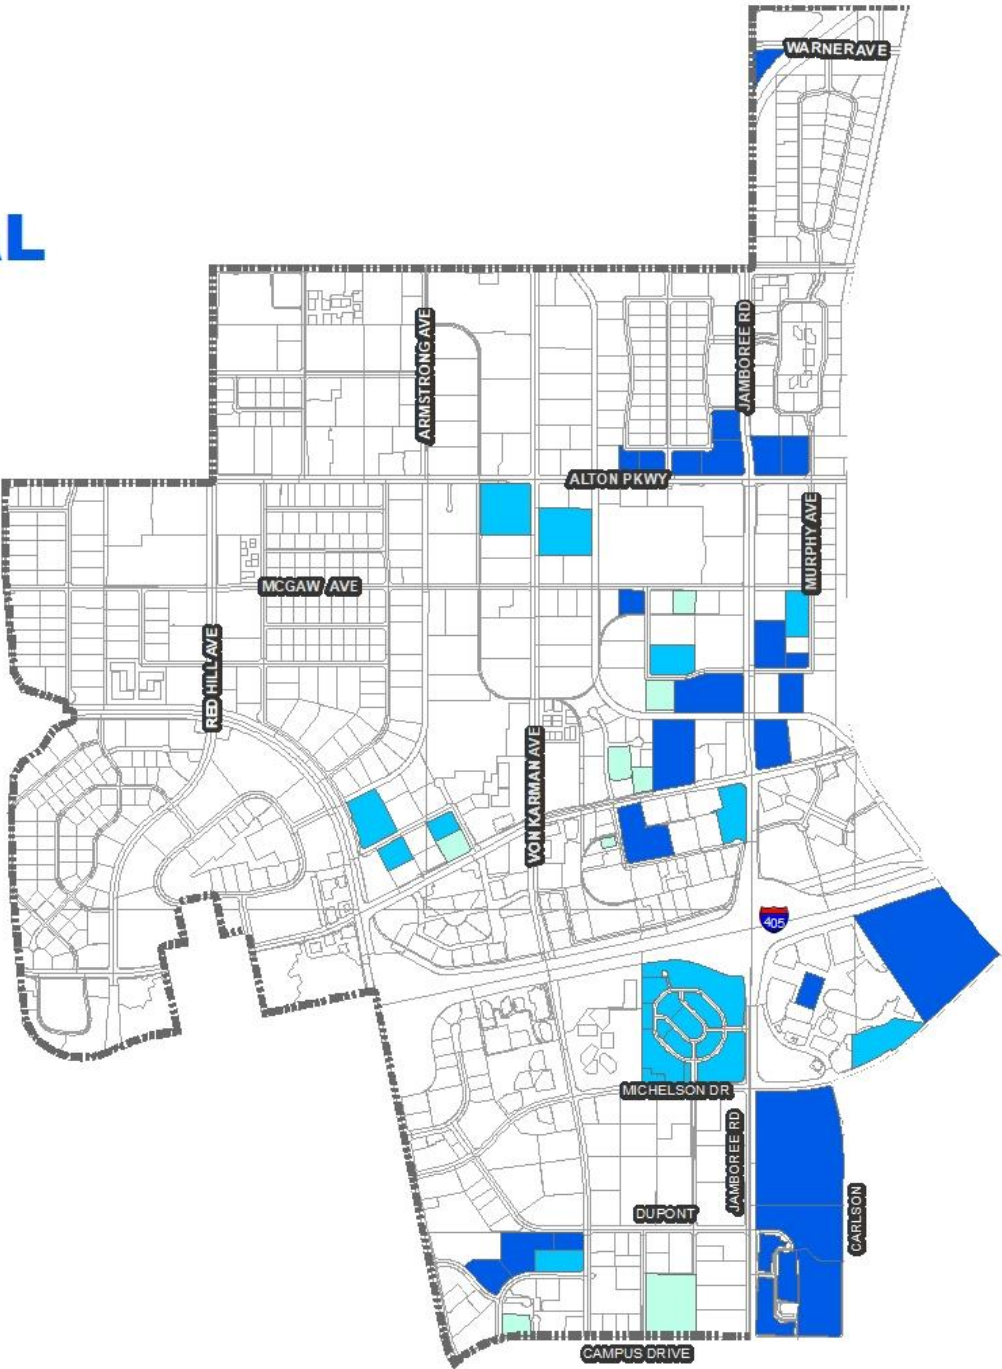 WARNER AVE
AL
ARMSTRONG AVE
JAMBOREE RD
ALTON PKWY
MURPHY AVE
MCGAW AVE
RED HILL AVE
VON KARMAN AVE
405
MICHELSON DR
JAMBOREE RD
DUPONT
CARLSON
CAMPUS DRIVE